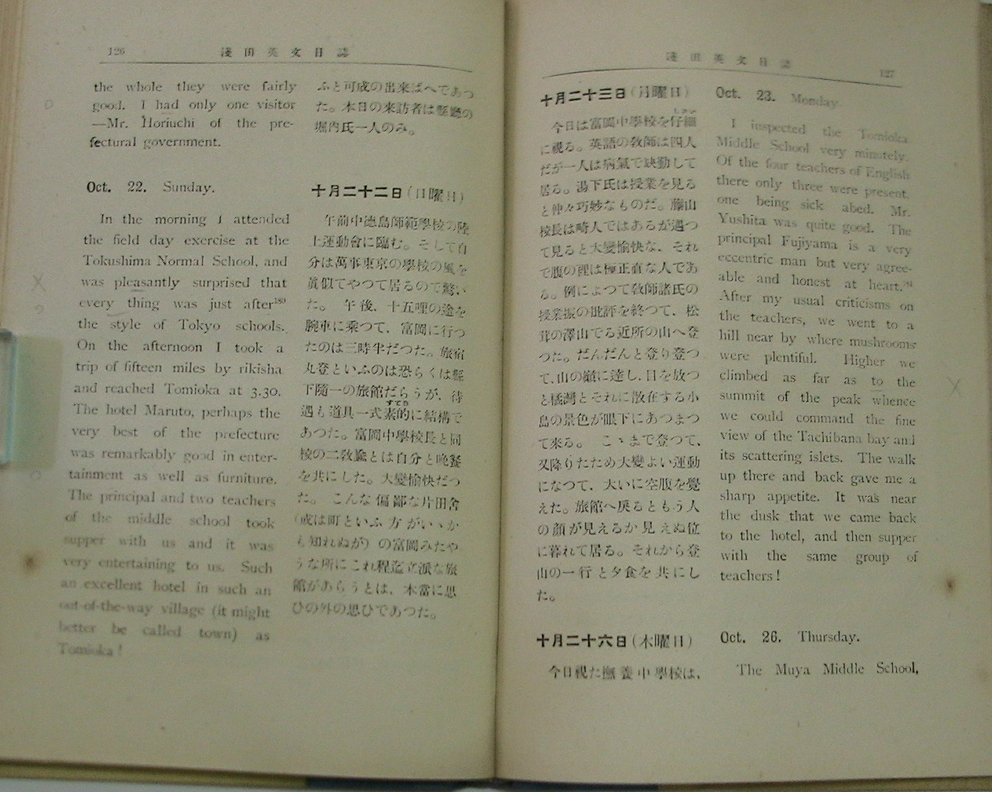 126 淺田英文日誌
the whole they were fairly
good. I had only one visitor
—Mr. Horiuchi of the pre-
fectural government.
Oct. 22. Sunday.
In the morning I attended
the field day exercise at the
Tokushima Normal School, and
was pleasantly surprised that
every thing was just after
the style of Tokyo schools.
On the afternoon I took a
trip of fifteen miles by rikisha
and reached Tomioka at 3.30.
The hotel Maruto, perhaps the
very best of the prefecture
was remarkably good in enter-
tainment as well as furniture.
The principal and two teachers
of the middle school took
supper with us and it was
very entertaining to us. Such
an excellent hotel in such an
out-of-the-way village (it might
better be called town) as
Tomioka!
ふと可成の出來ばへであつ
た。本日の來訪者は縣廳の
堀內氏一人のみ。
十月二十二日(日曜日)
午前中德島師範學校の陸
上運動會に臨む。そして自
分は萬事東京の學校の風を
眞似てやつて居るので驚い
た。 午後、十五哩の途を
腕車に乘つて、富岡に行つ
たのは三時半だつた。旅宿
丸登といふのは恐らくは縣
下隨一の旅館だらうが、待
遇も道具一式素的に結構で
あつた。富岡中學校長と同
校の二敎諭とは自分と晚餐
を共にした。大變愉快だつ
た。 こんな偏鄙な片田舍
(或は町といふ方がいゝか
も知れぬが)の富岡みたや
うな所にこれ程迄立派な旅
館があらうとは、本當に思
ひの外の思ひであつた。
淺田英文日誌 127
十月二十三日(月曜日)
今日は富岡中學校を仔細
に視る。英語の敎師は四人
だが一人は病氣で缺勤して
居る。湯下氏は授業を見る
と仲々巧妙なものだ。藤山
校長は畸人ではあるが遇つ
て見ると大變愉快な、それ
で腹の裡は極正直な人であ
る。例によつて敎師諸氏の
授業振の批評を終つて、松
茸の澤山でる近所の山へ登
つた。だんだんと登り登つ
て、山の巓に達し、目を放つ
と橘灣とそれに散在する小
島の景色が眼下にあつまつ
て來る。 こゝまで登つて、
又降りたため大變よい運動
になつて、大いに空腹を覺
えた。旅館へ戾るともう人
の顏が見えるか見えぬ位
に暮れて居る。それから登
山の一行と夕食を共にし
た。
十月二十六日(木曜日)
今日視た撫養中學校は、
Oct. 23. Monday.
I inspected the Tomioka
Middle School very minutely.
Of the four teachers of English
there only three were present,
one being sick abed. Mr.
Yushita was quite good. The
principal Fujiyama is a very
eccentric man but very agree-
able and honest at heart.
After my usual criticisms on
the teachers, we went to a
hill near by where mushrooms
were plentiful. Higher we
climbed as far as to the
summit of the peak whence
we could command the fine
view of the Tachibana bay and
its scattering islets. The walk
up there and back gave me a
sharp appetite. It was near
the dusk that we came back
to the hotel, and then supper
with the same group of
teachers!
Oct. 26. Thursday.
The Muya Middle School,